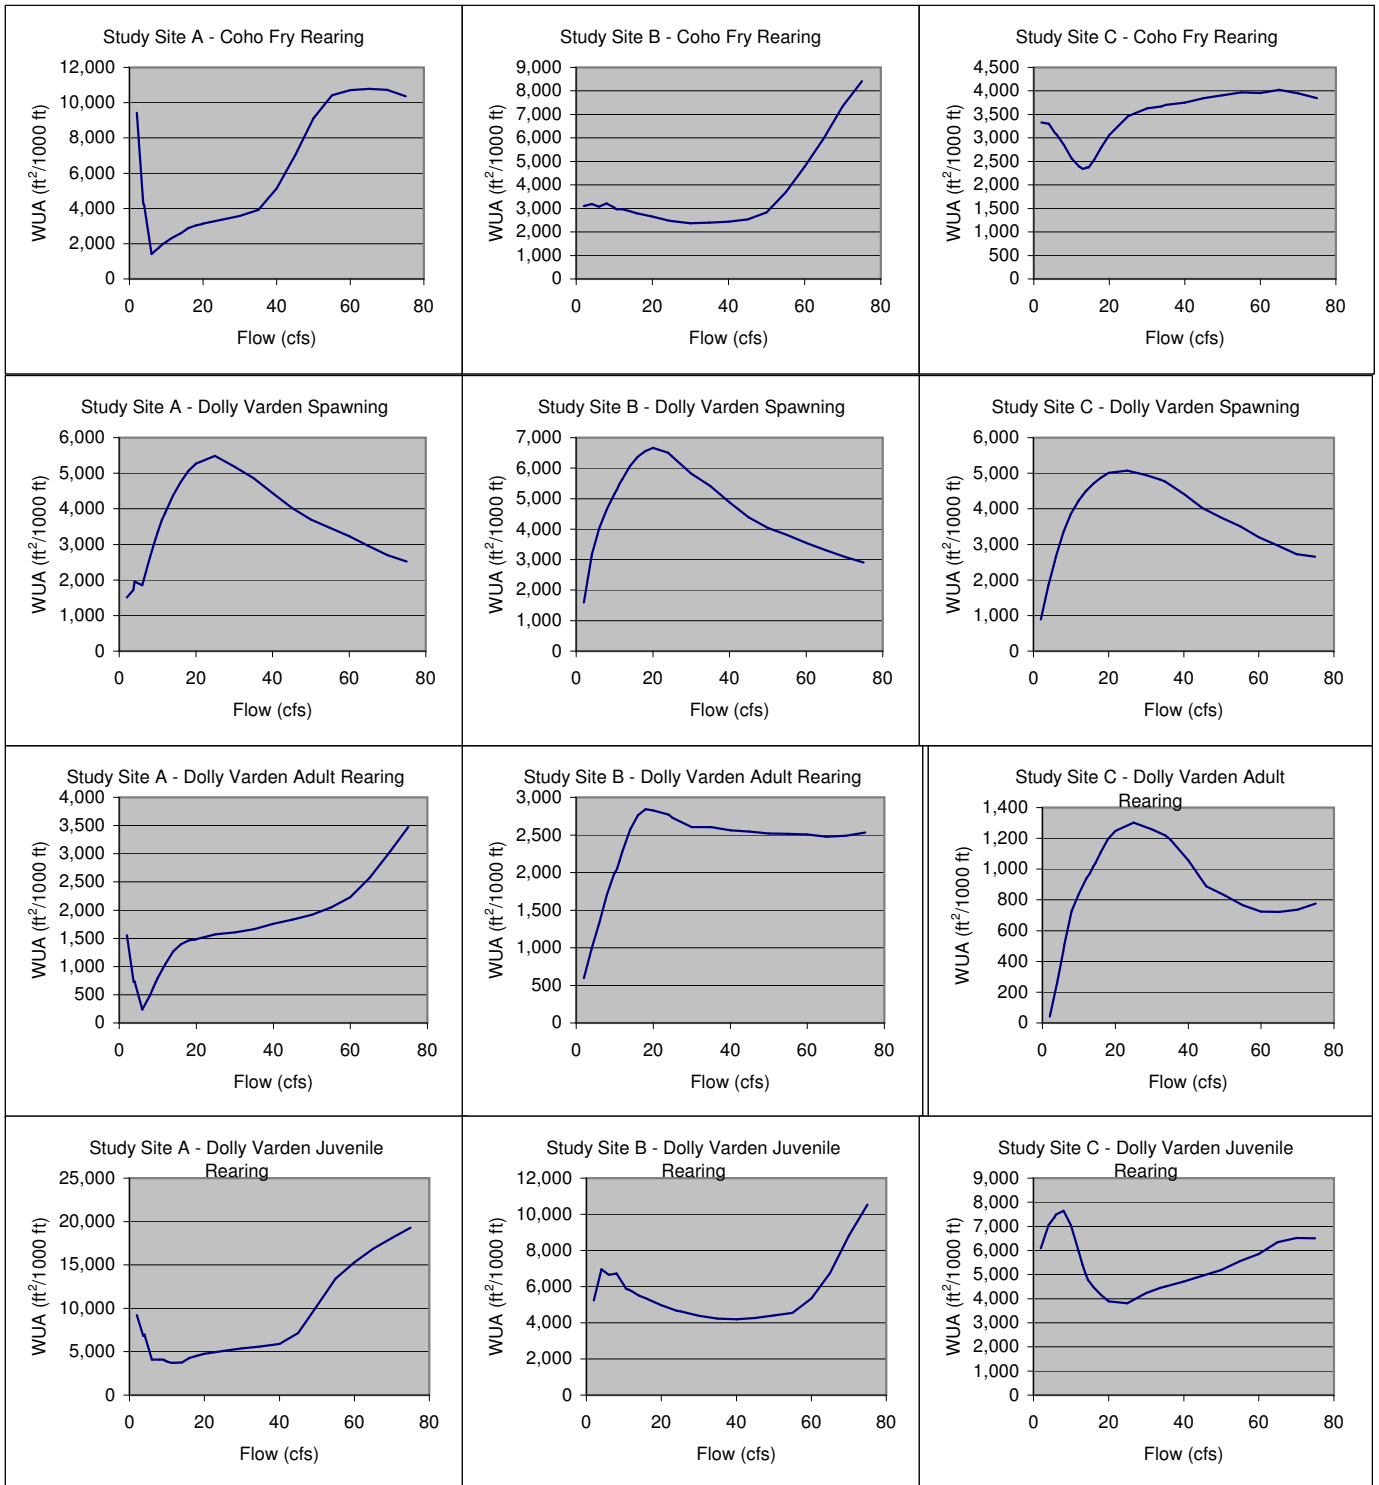 Study Site A - Coho Fry Rearing
12,000
10,000
8,000
6,000
4,000
2,000
0
WUA (ft²/1000 ft)
0 20 40 60 80
Flow (cfs)
Study Site B - Coho Fry Rearing
9,000
8,000
7,000
6,000
5,000
4,000
3,000
2,000
1,000
0
WUA (ft²/1000 ft)
0 20 40 60 80
Flow (cfs)
Study Site C - Coho Fry Rearing
4,500
4,000
3,500
3,000
2,500
2,000
1,500
1,000
500
0
WUA (ft²/1000 ft)
0 20 40 60 80
Flow (cfs)
Study Site A - Dolly Varden Spawning
6,000
5,000
4,000
3,000
2,000
1,000
0
WUA (ft²/1000 ft)
0 20 40 60 80
Flow (cfs)
Study Site B - Dolly Varden Spawning
7,000
6,000
5,000
4,000
3,000
2,000
1,000
0
WUA (ft²/1000 ft)
0 20 40 60 80
Flow (cfs)
Study Site C - Dolly Varden Spawning
6,000
5,000
4,000
3,000
2,000
1,000
0
WUA (ft²/1000 ft)
0 20 40 60 80
Flow (cfs)
Study Site A - Dolly Varden Adult Rearing
4,000
3,500
3,000
2,500
2,000
1,500
1,000
500
0
WUA (ft²/1000 ft)
0 20 40 60 80
Flow (cfs)
Study Site B - Dolly Varden Adult Rearing
3,000
2,500
2,000
1,500
1,000
500
0
WUA (ft²/1000 ft)
0 20 40 60 80
Flow (cfs)
Study Site C - Dolly Varden Adult
Rearing
1,400
1,200
1,000
800
600
400
200
0
WUA (ft²/1000 ft)
0 20 40 60 80
Flow (cfs)
Study Site A - Dolly Varden Juvenile
Rearing
25,000
20,000
15,000
10,000
5,000
0
WUA (ft²/1000 ft)
0 20 40 60 80
Flow (cfs)
Study Site B - Dolly Varden Juvenile
Rearing
12,000
10,000
8,000
6,000
4,000
2,000
0
WUA (ft²/1000 ft)
0 20 40 60 80
Flow (cfs)
Study Site C - Dolly Varden Juvenile
Rearing
9,000
8,000
7,000
6,000
5,000
4,000
3,000
2,000
1,000
0
WUA (ft²/1000 ft)
0 20 40 60 80
Flow (cfs)